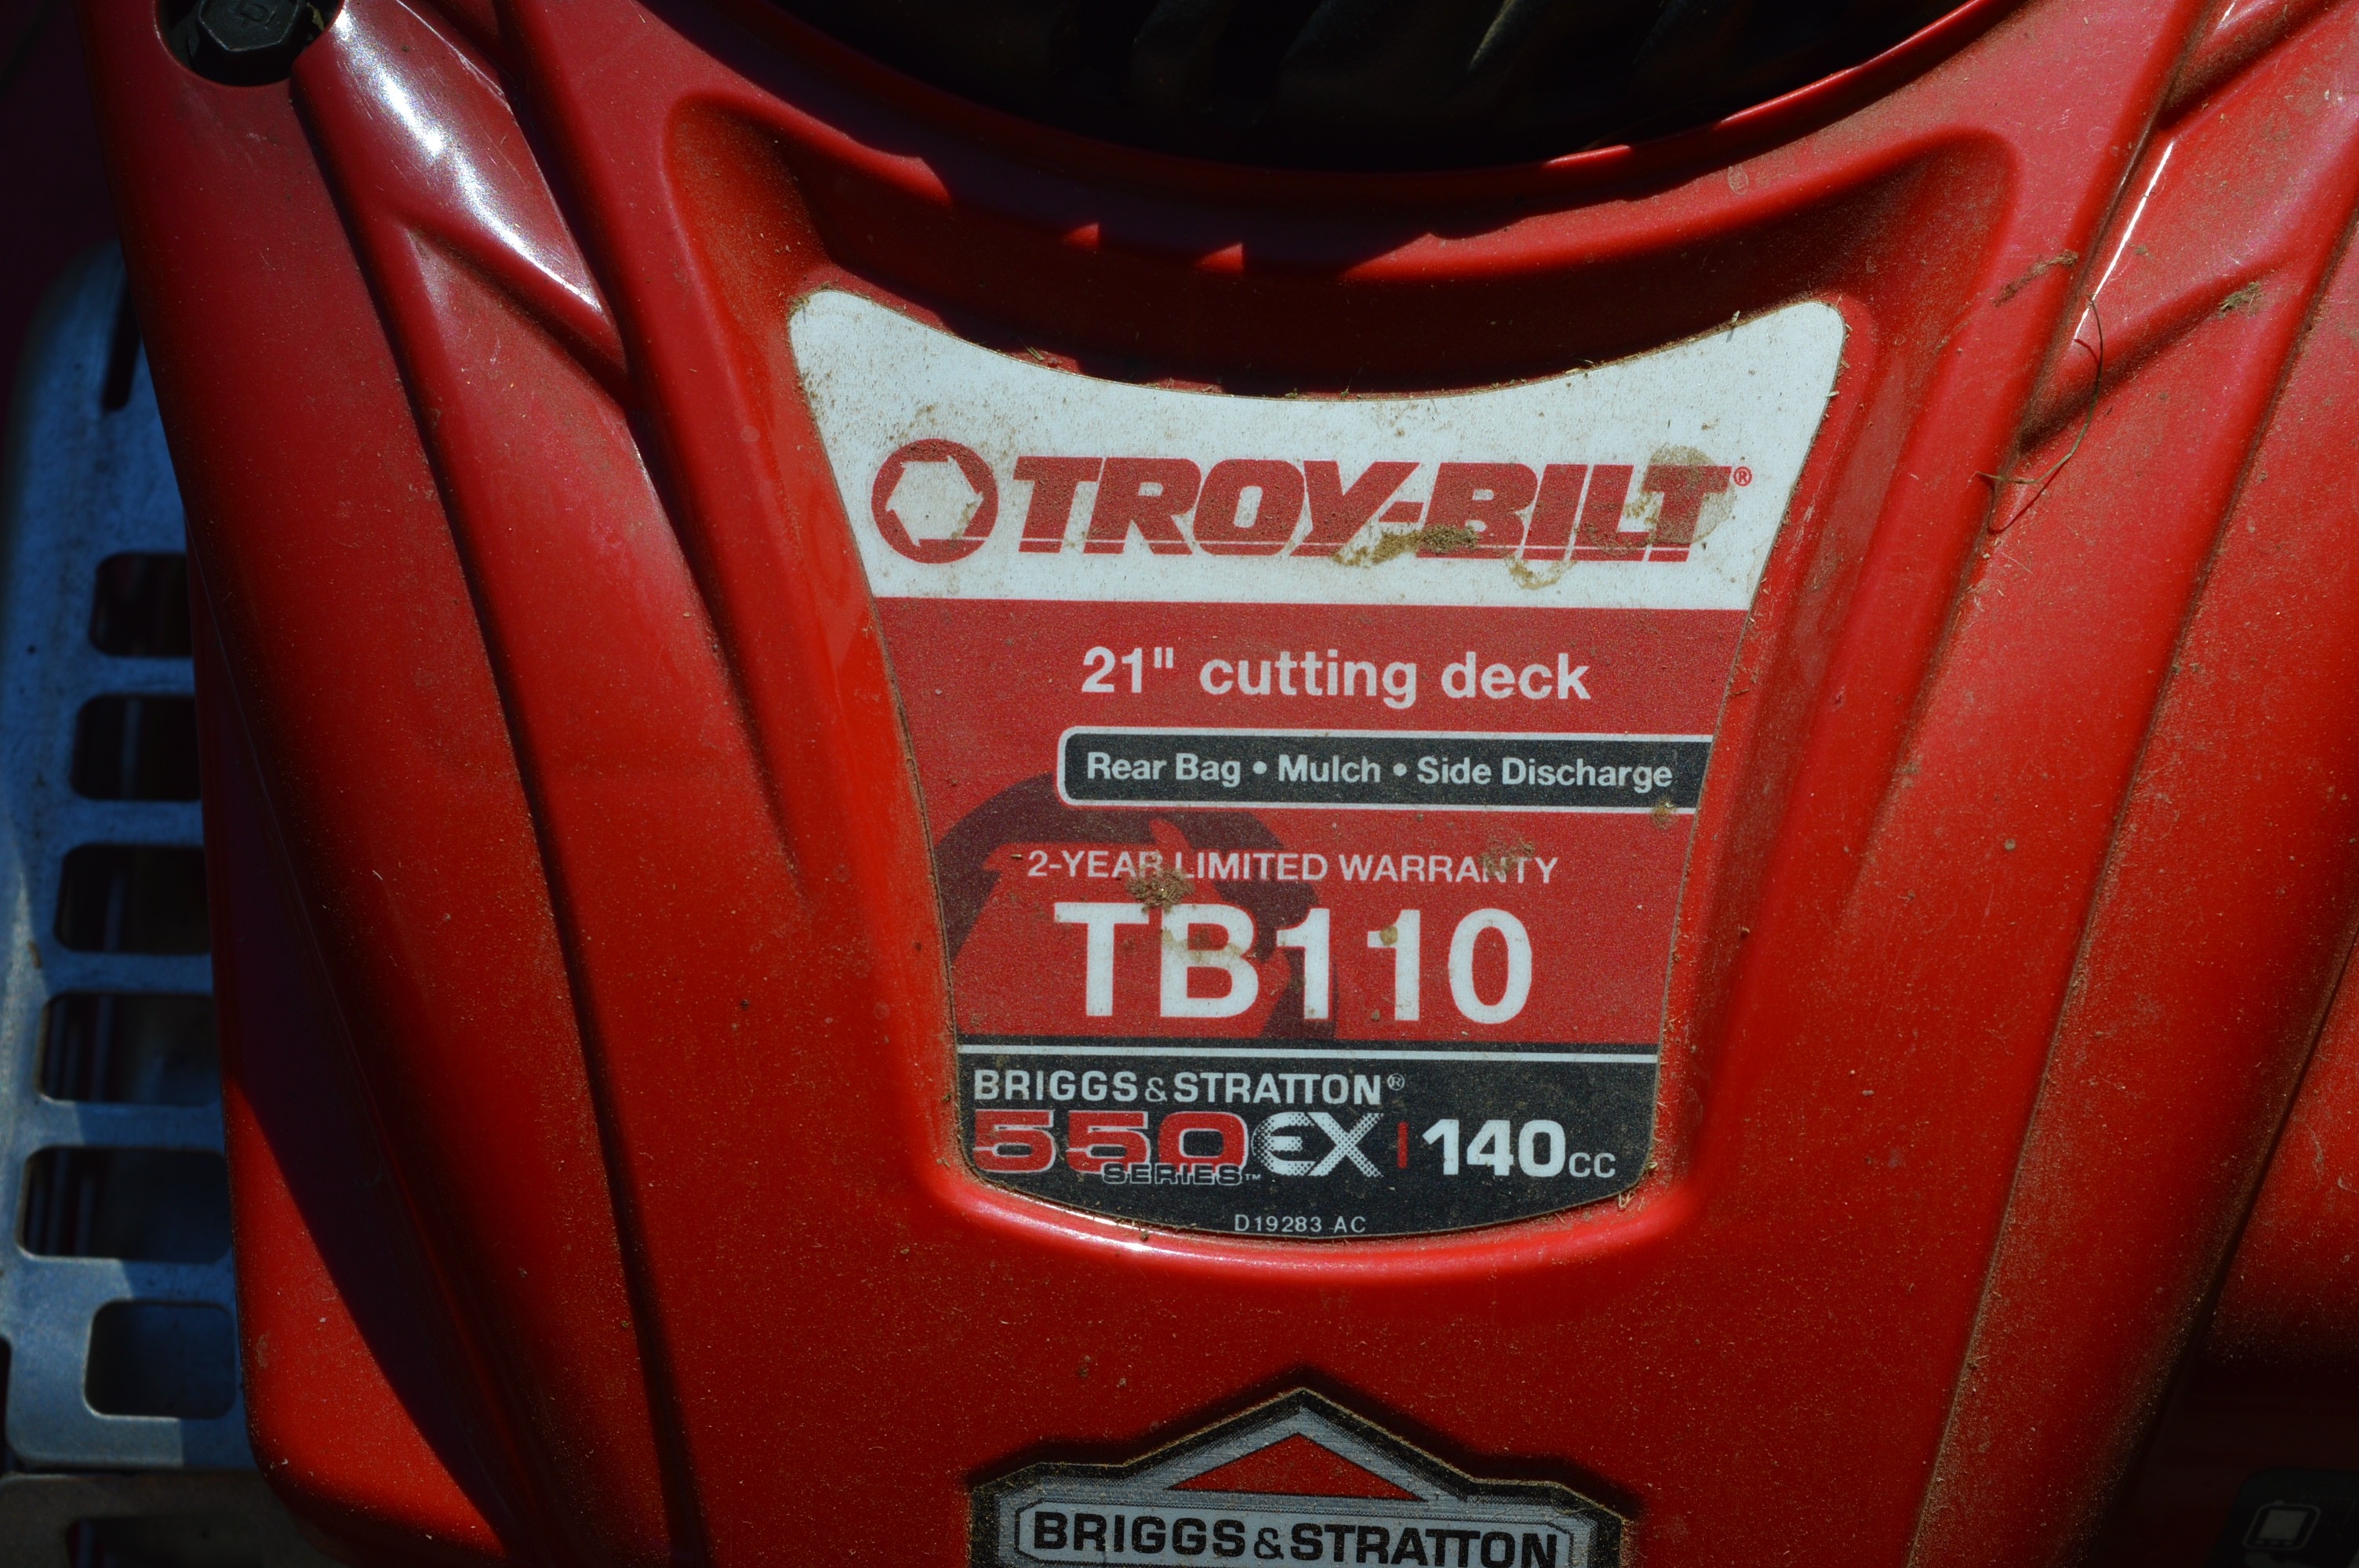 TROY-BILT®
21" cutting deck
Rear Bag • Mulch • Side Discharge
2-YEAR LIMITED WARRANTY
TB110
BRIGGS & STRATTON®
550 EX | 140cc
SERIES™
D19283 AC
BRIGGS & STRATTON